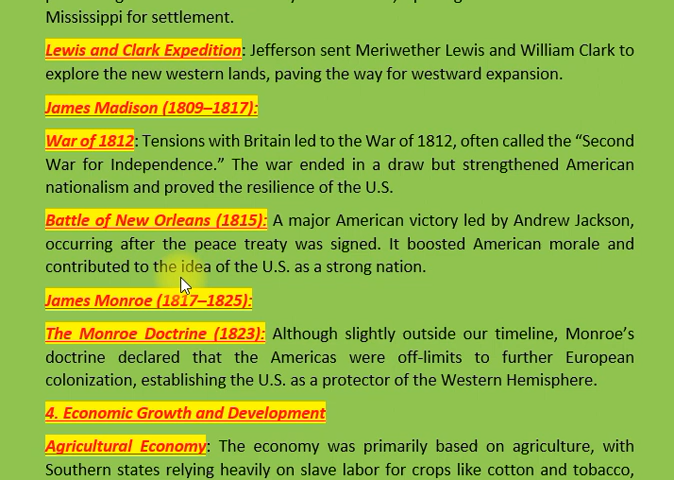 Mississippi for settlement.
Lewis and Clark Expedition: Jefferson sent Meriwether Lewis and William Clark to
explore the new western lands, paving the way for westward expansion.
James Madison (1809–1817):
War of 1812: Tensions with Britain led to the War of 1812, often called the “Second
War for Independence.” The war ended in a draw but strengthened American
nationalism and proved the resilience of the U.S.
Battle of New Orleans (1815): A major American victory led by Andrew Jackson,
occurring after the peace treaty was signed. It boosted American morale and
contributed to the idea of the U.S. as a strong nation.
James Monroe (1817–1825):
The Monroe Doctrine (1823): Although slightly outside our timeline, Monroe’s
doctrine declared that the Americas were off-limits to further European
colonization, establishing the U.S. as a protector of the Western Hemisphere.
4. Economic Growth and Development
Agricultural Economy: The economy was primarily based on agriculture, with
Southern states relying heavily on slave labor for crops like cotton and tobacco,